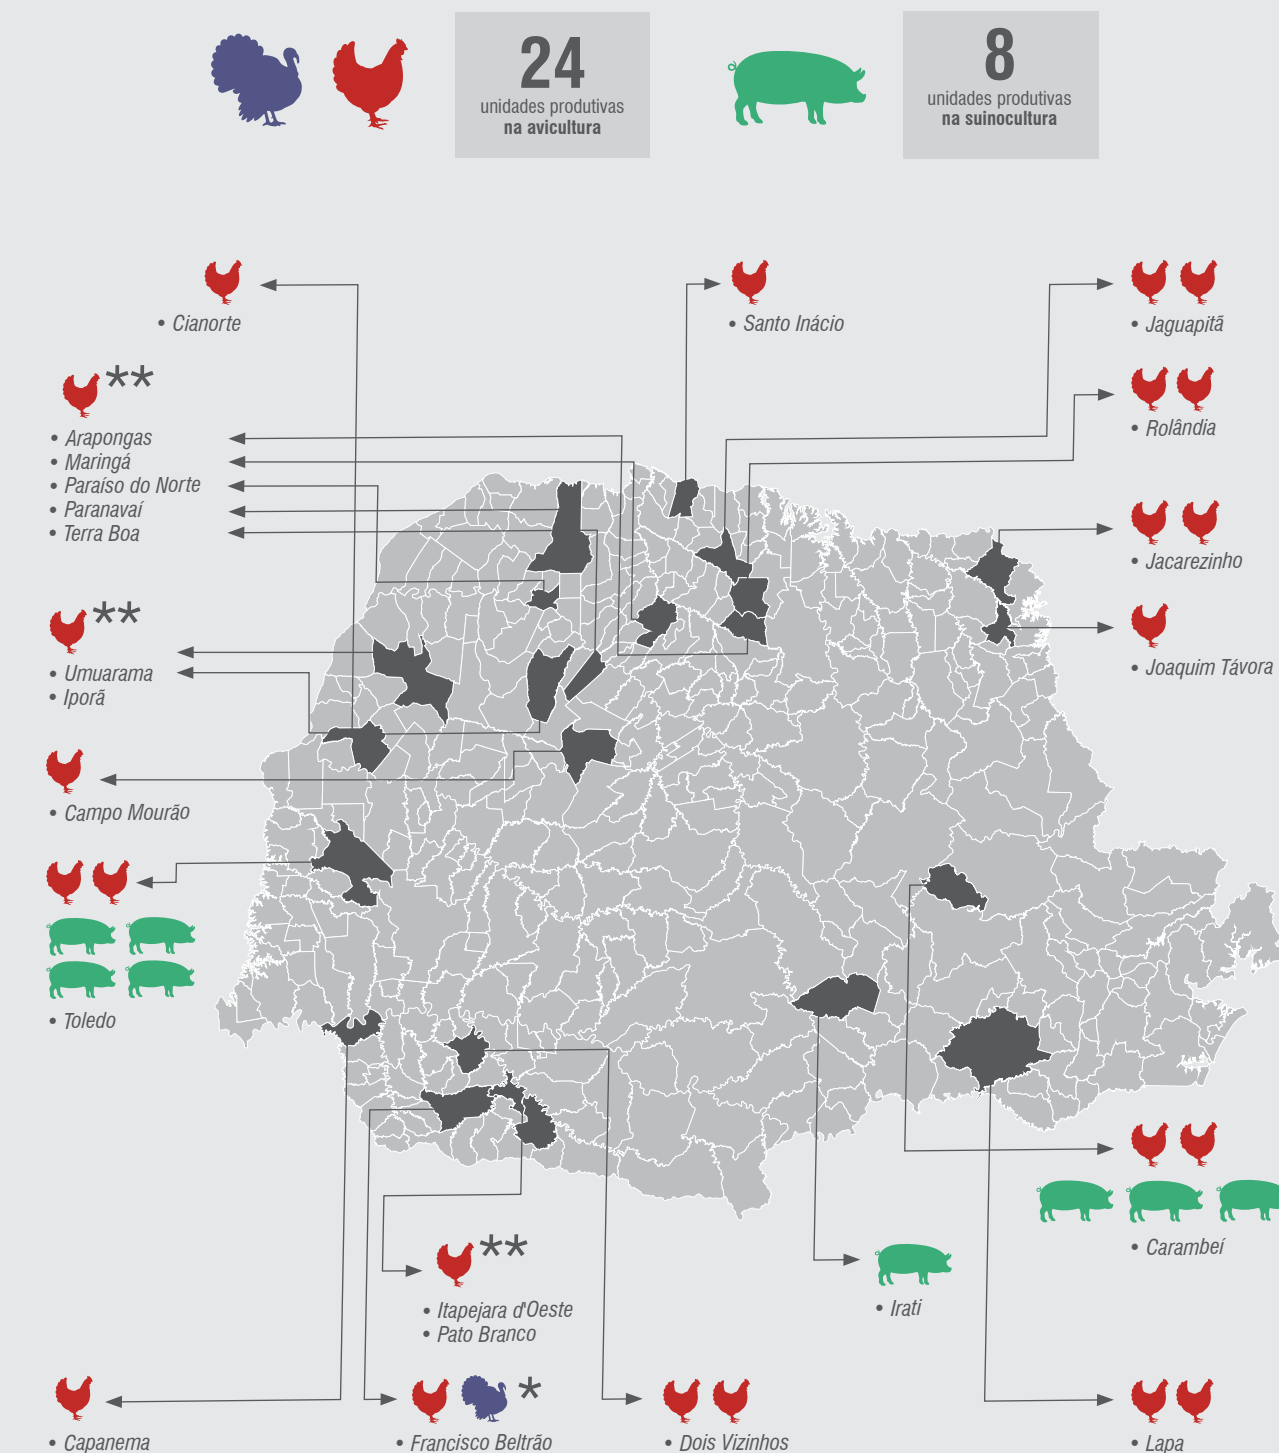 24
unidades produtivas
na avicultura
8
unidades produtivas
na suinocultura
• Cianorte
• Santo Inácio
• Jaguapitã
**
• Arapongas
• Maringá
• Paraíso do Norte
• Paranavaí
• Terra Boa
• Rolândia
• Jacarezinho
**
• Umuarama
• Iporã
• Joaquim Távora
• Campo Mourão
• Toledo
• Carambeí
**
• Itapejara d'Oeste
• Pato Branco
• Irati
*
• Capanema
• Francisco Beltrão
• Dois Vizinhos
• Lapa